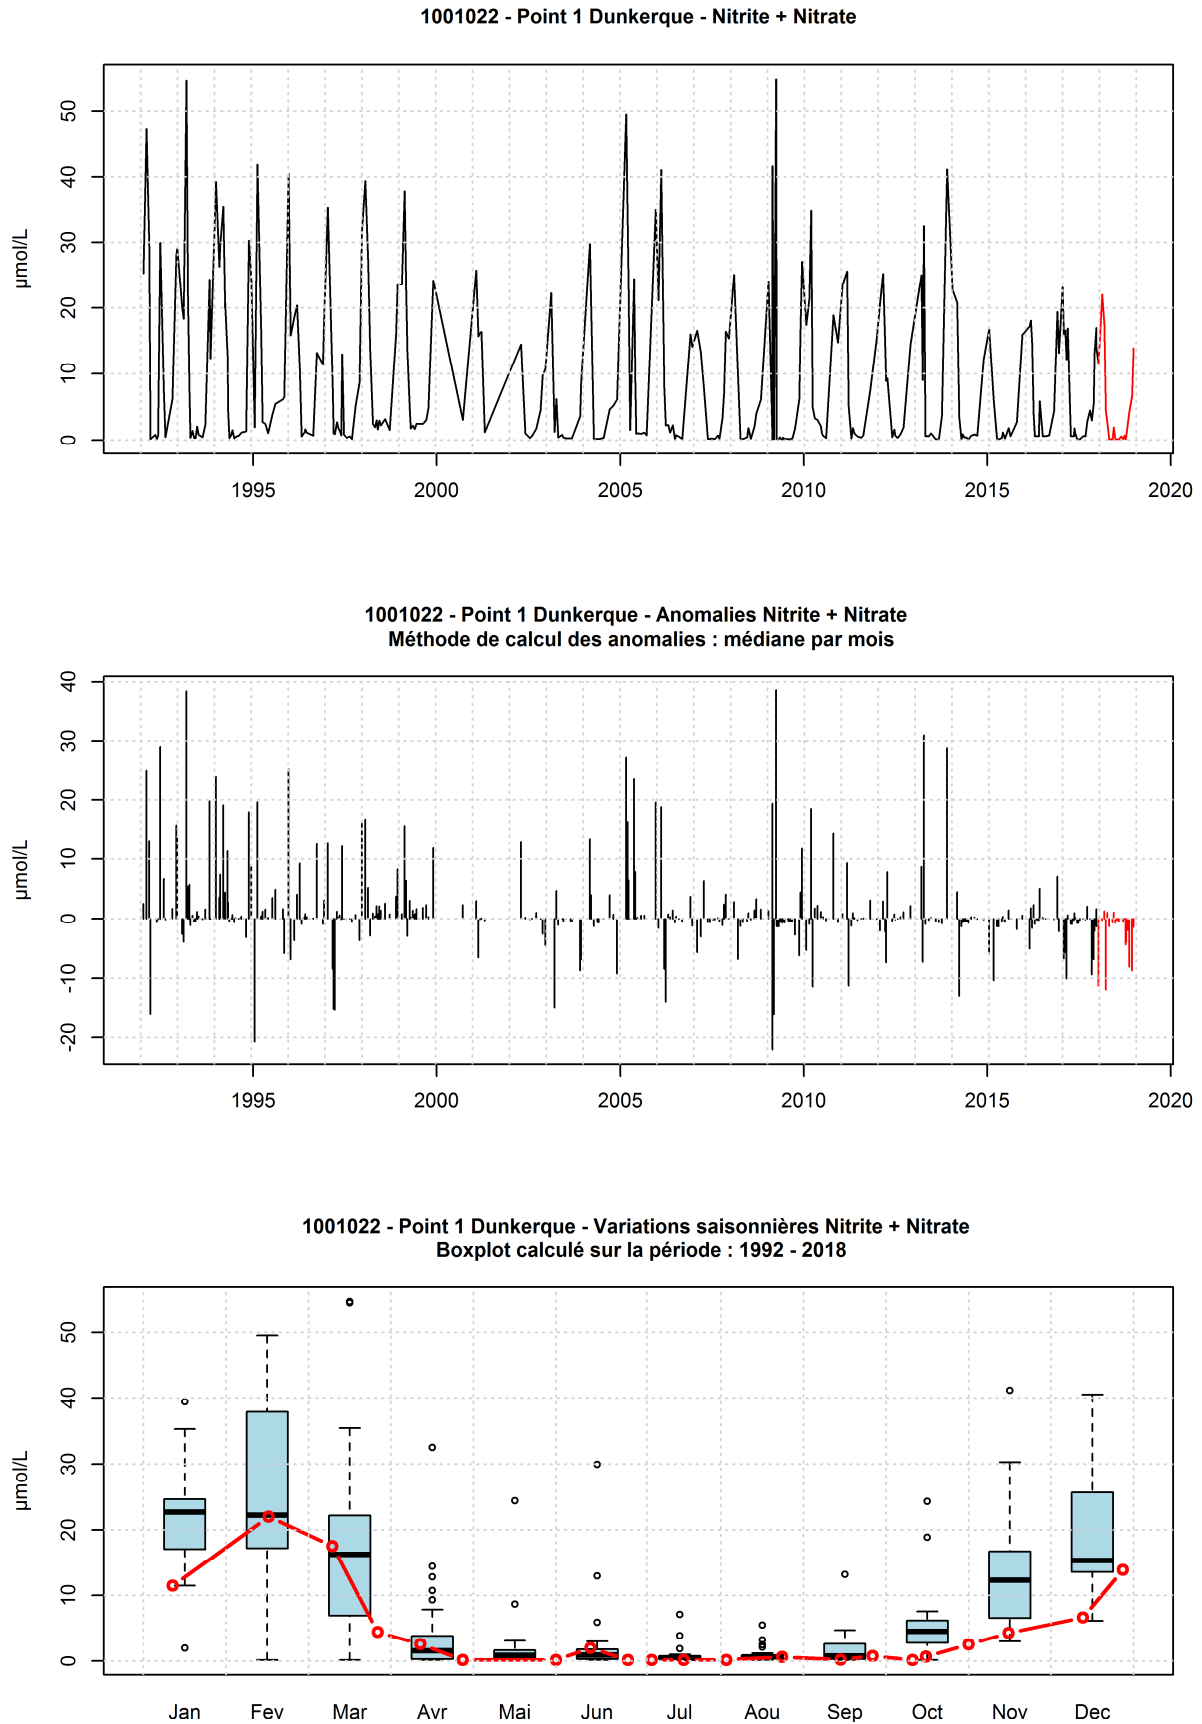 1001022 - Point 1 Dunkerque - Nitrite + Nitrate
50
40
30
20
10
0
µmol/L
1995 2000 2005 2010 2015 2020
1001022 - Point 1 Dunkerque - Anomalies Nitrite + Nitrate
Méthode de calcul des anomalies : médiane par mois
40
30
20
10
0
-10
-20
1995 2000 2005 2010 2015 2020
1001022 - Point 1 Dunkerque - Variations saisonnières Nitrite + Nitrate
Boxplot calculé sur la période : 1992 - 2018
50
40
30
20
10
0
µmol/L
Jan Fev Mar Avr Mai Jun Jul Aou Sep Oct Nov Dec